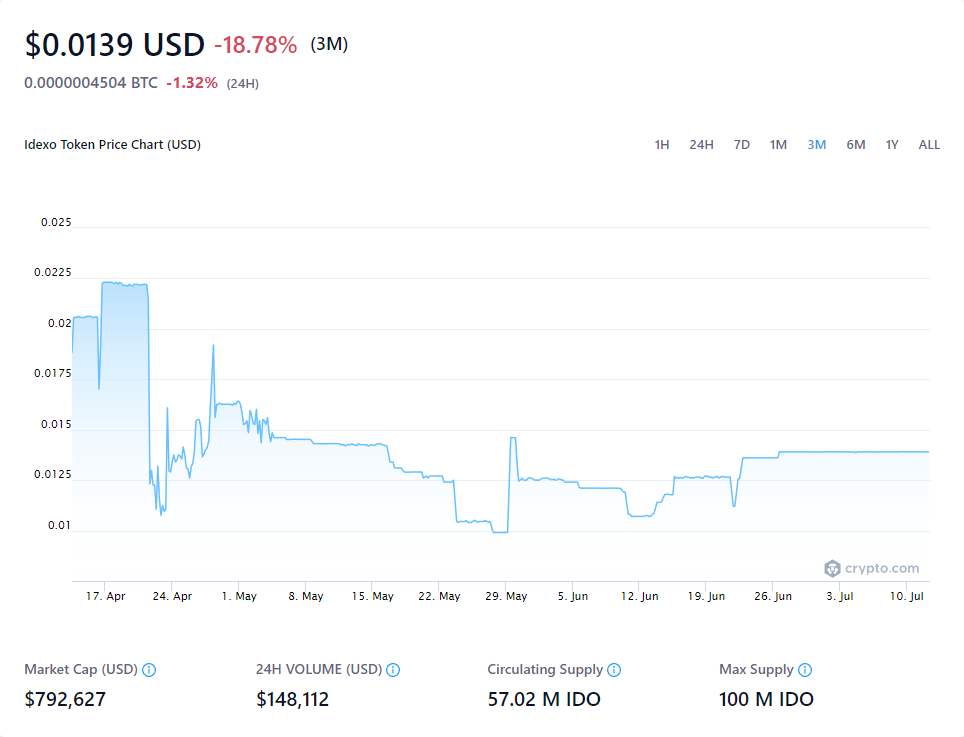 $0.0139 USD -18.78% (3M)
0.0000004504 BTC -1.32% (24H)
Idexo Token Price Chart (USD) 1H 24H 7D 1M 3M 6M 1Y ALL
0.025
0.0225
0.02
0.0175
0.015
0.0125
0.01
crypto.com
17. Apr 24. Apr 1. May 8. May 15. May 22. May 29. May 5. Jun 12. Jun 19. Jun 26. Jun 3. Jul 10. Jul
Market Cap (USD) 24H VOLUME (USD) Circulating Supply Max Supply
$792,627 $148,112 57.02 M IDO 100 M IDO